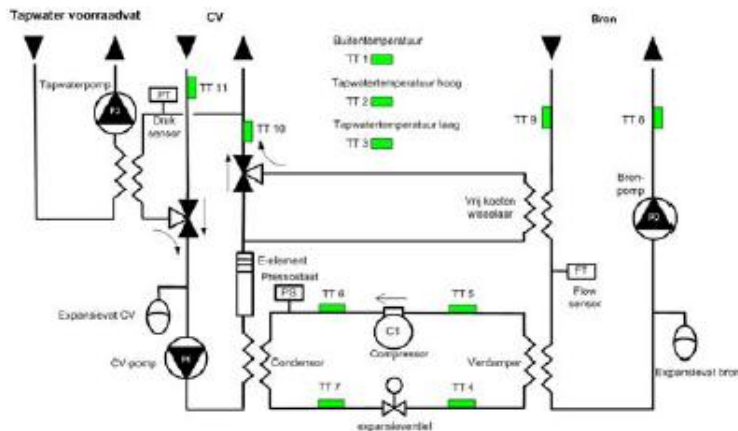 Tapwater voorraadvat
CV
Bron
Buitentemperatuur
TT 1
TT 11
Tapwaterpomp
PT
Tapwatertemperatuur hoog
TT 2
Druk
sensor
TT 10
Tapwatertemperatuur laag
TT 3
TT 9
TT 8
Bron-
pomp
Vrij koelen
wisselaar
E-element
Pressostaat
PS
TT 6
TT 5
FT
Flow
sensor
Expansievat CV
C1
Compressor
CV-pomp
Condensor
Verdamper
Expansievat bron
TT 7
TT 4
expansieventiel